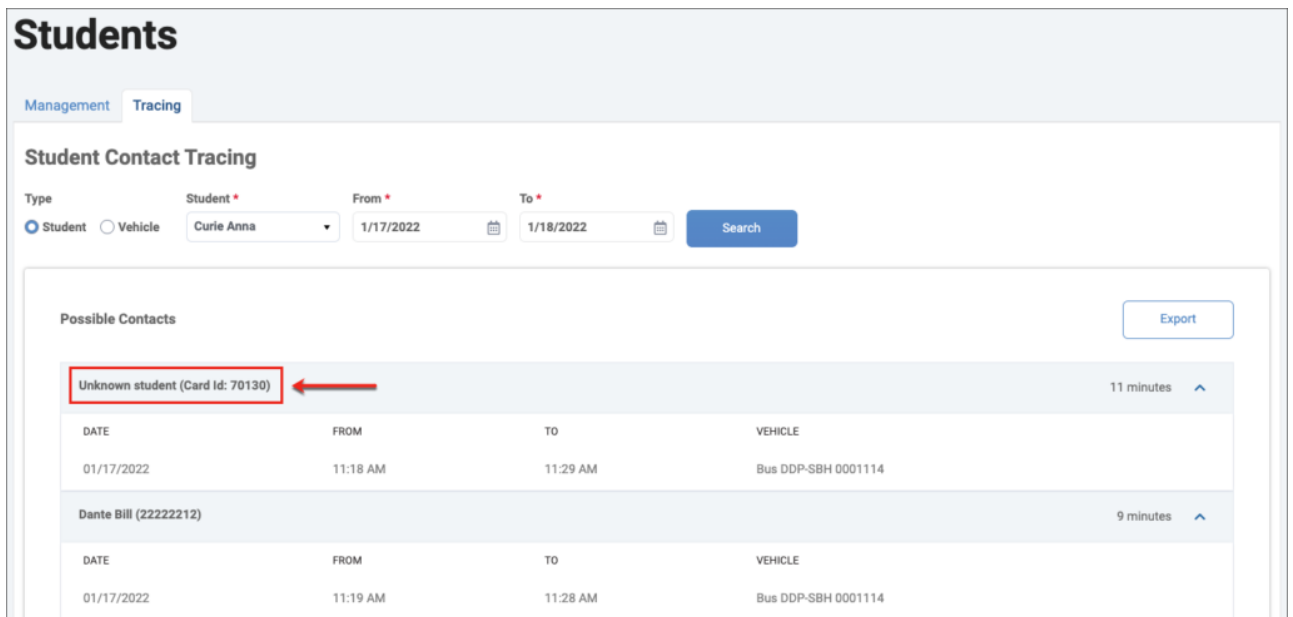 Students
Management Tracing
Student Contact Tracing
Type Student * From * To *
Student Vehicle Curie Anna 1/17/2022 1/18/2022 Search
Possible Contacts Export
Unknown student (Card Id: 70130) 11 minutes
DATE FROM TO VEHICLE
01/17/2022 11:18 AM 11:29 AM Bus DDP-SBH 0001114
Dante Bill (22222212) 9 minutes
DATE FROM TO VEHICLE
01/17/2022 11:19 AM 11:28 AM Bus DDP-SBH 0001114